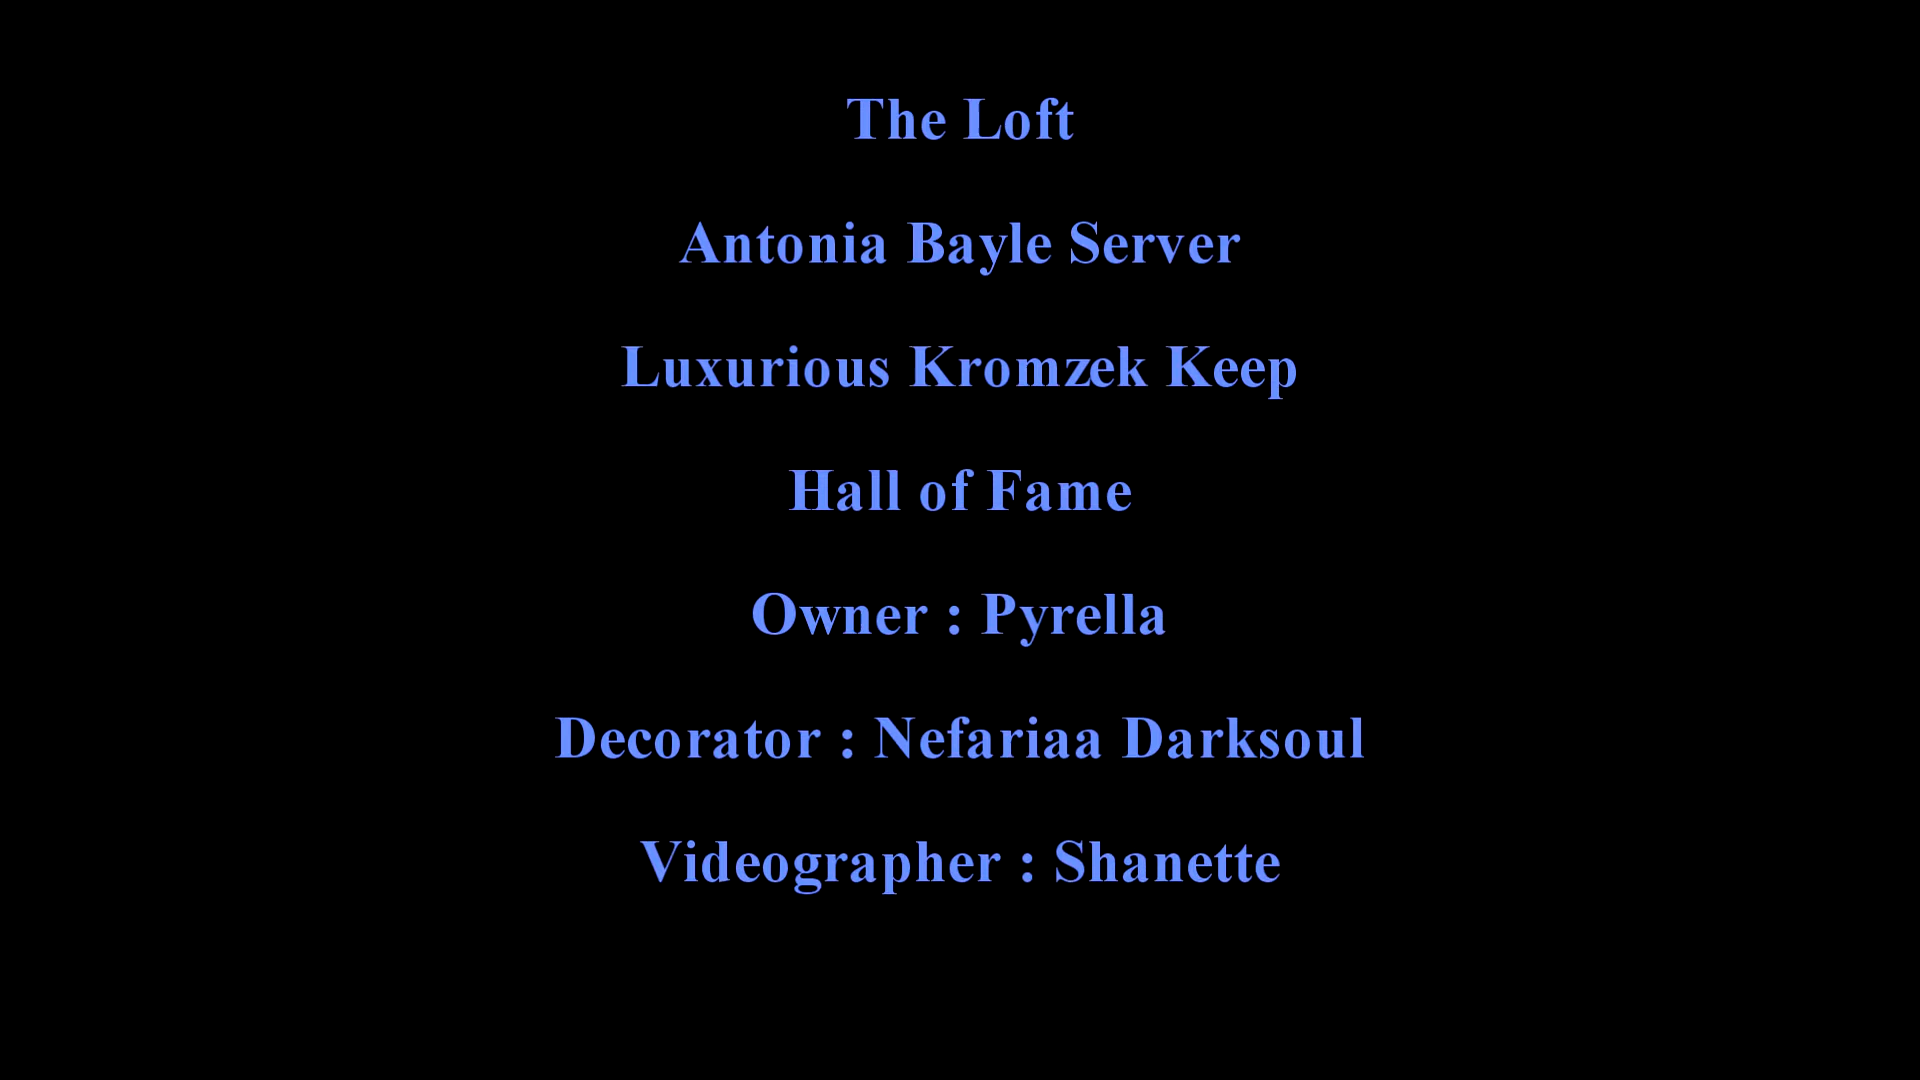 The Loft
Antonia Bayle Server
Luxurious Kromzek Keep
Hall of Fame
Owner : Pyrella
Decorator : Nefariaa Darksoul
Videographer : Shanette